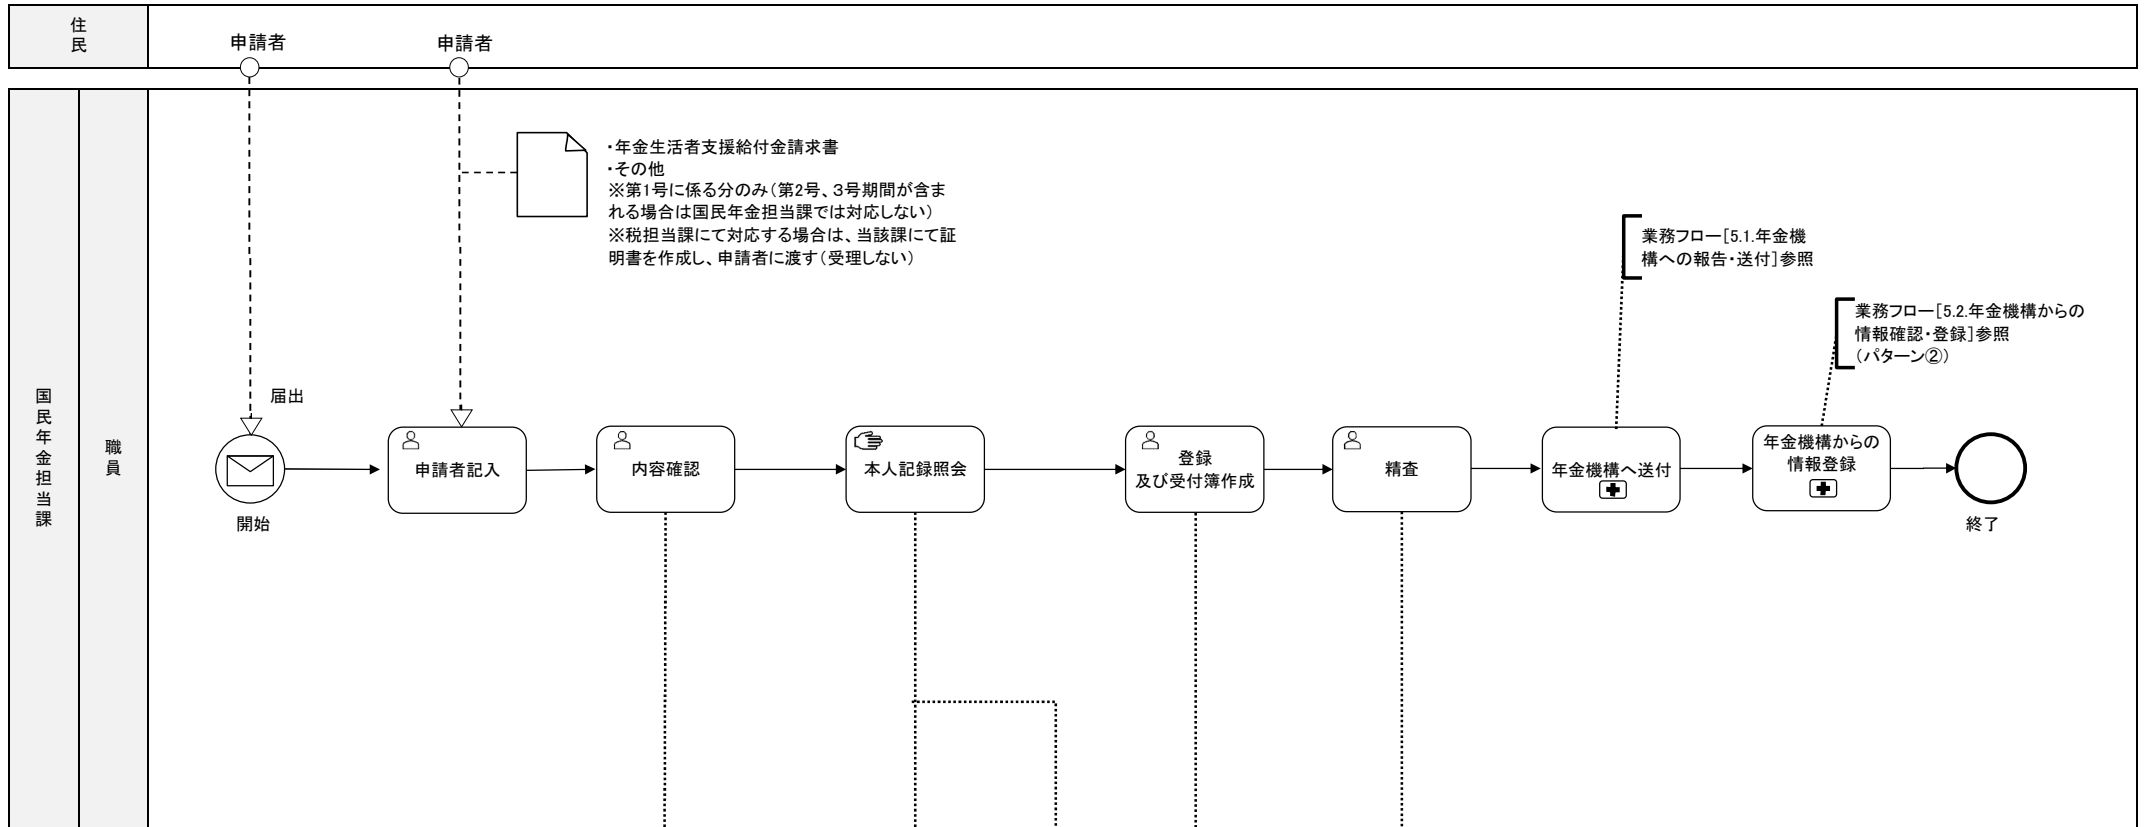 住民
申請者
申請者
国民年金担当課
職員
・年金生活者支援給付金請求書
・その他
※第1号に係る分のみ（第2号、3号期間が含ま
れる場合は国民年金担当課では対応しない）
※税担当課にて対応する場合は、当該課にて証
明書を作成し、申請者に渡す（受理しない）
業務フロー[5.1.年金機
構への報告・送付]参照
業務フロー[5.2.年金機構からの
情報確認・登録]参照
（パターン②）
届出
開始
申請者記入
内容確認
本人記録照会
登録
及び受付簿作成
精査
年金機構へ送付
年金機構からの
情報登録
終了